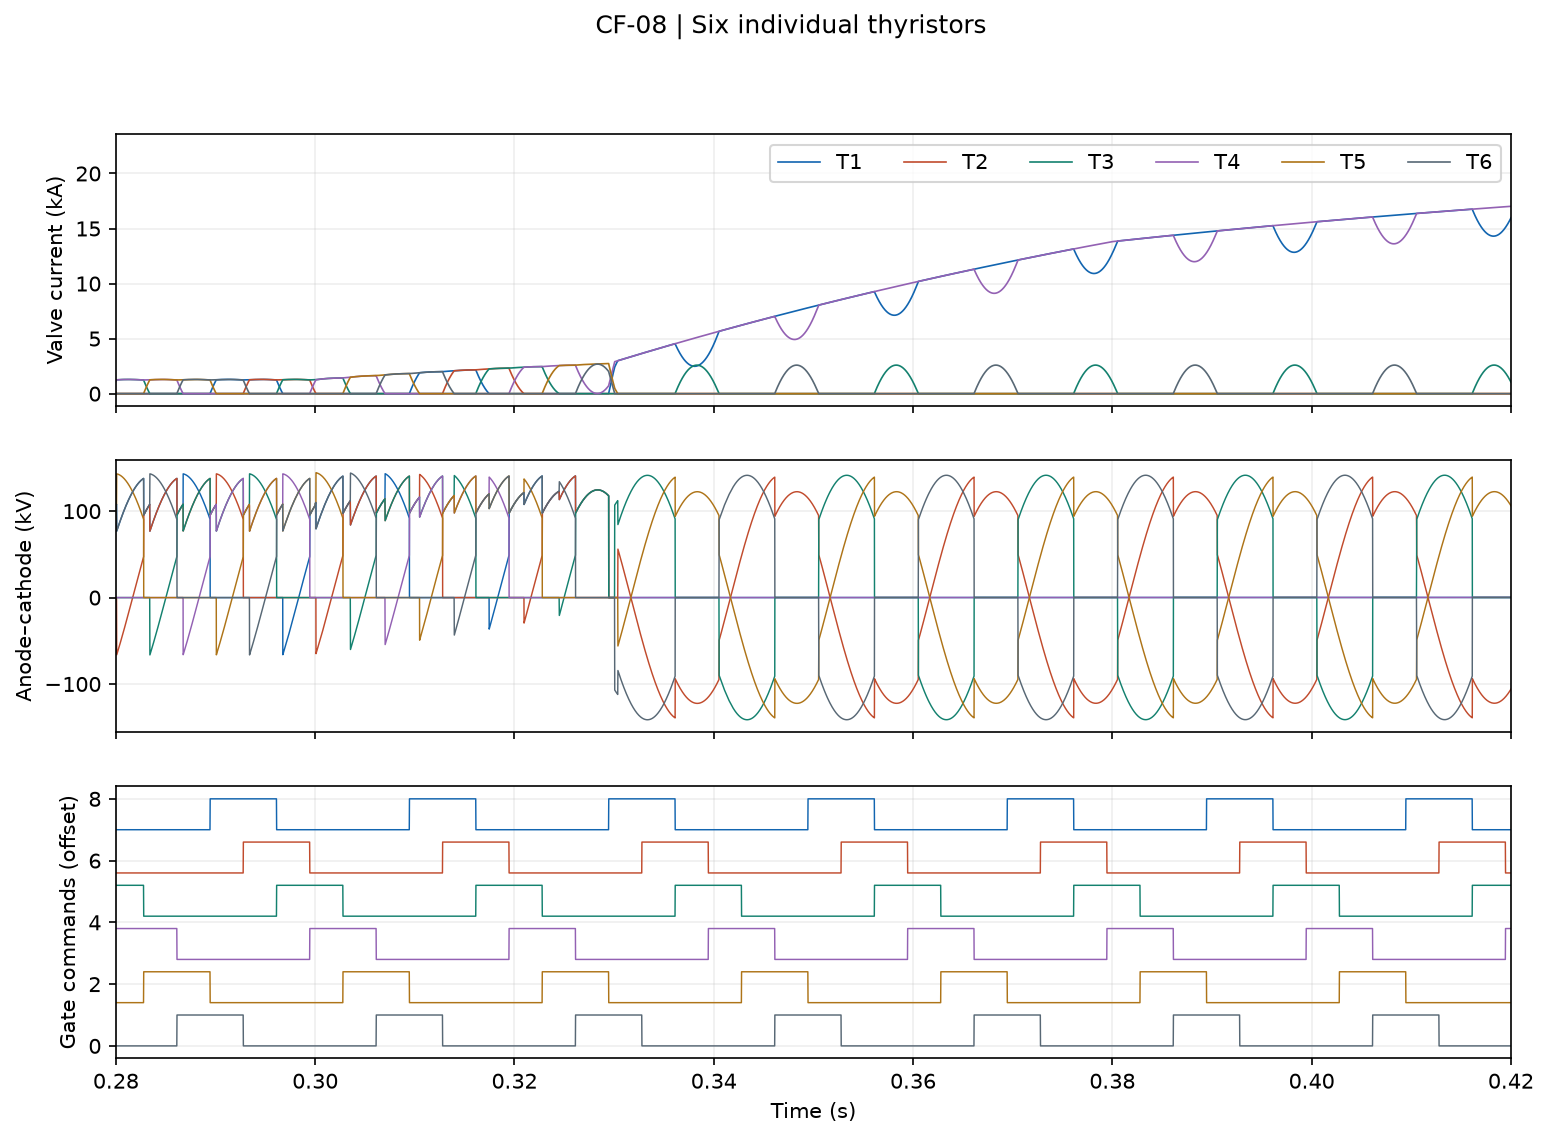 CF-08 | Six individual thyristors
Valve current (kA)
20
15
10
5
0
T1 T2 T3 T4 T5 T6
Anode–cathode (kV)
100
0
−100
Gate commands (offset)
8
6
4
2
0
0.28 0.30 0.32 0.34 0.36 0.38 0.40 0.42
Time (s)